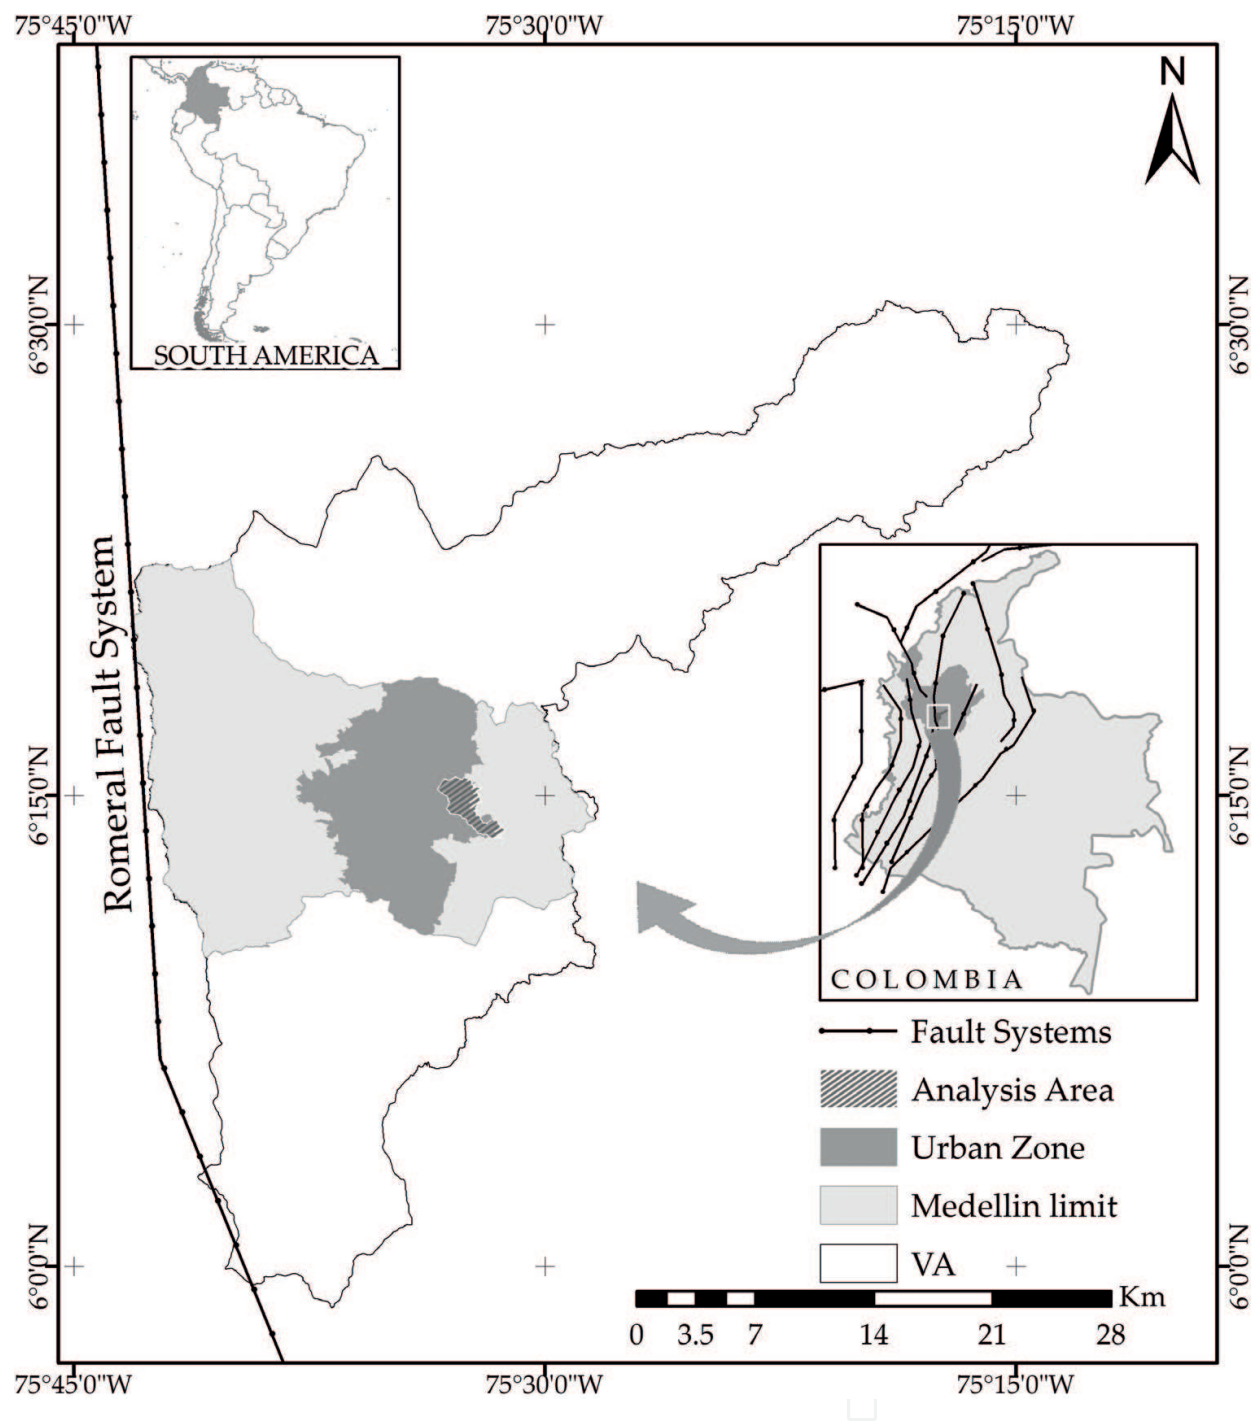 75°45'0"W
75°30'0"W
75°15'0"W
N
SOUTH AMERICA
6°30'0"N
6°30'0"N
Romeral Fault System
6°15'0"N
6°15'0"N
COLOMBIA
Fault Systems
Analysis Area
Urban Zone
Medellin limit
VA
6°0'0"N
6°0'0"N
Km
0 3.5 7 14 21 28
75°45'0"W
75°30'0"W
75°15'0"W